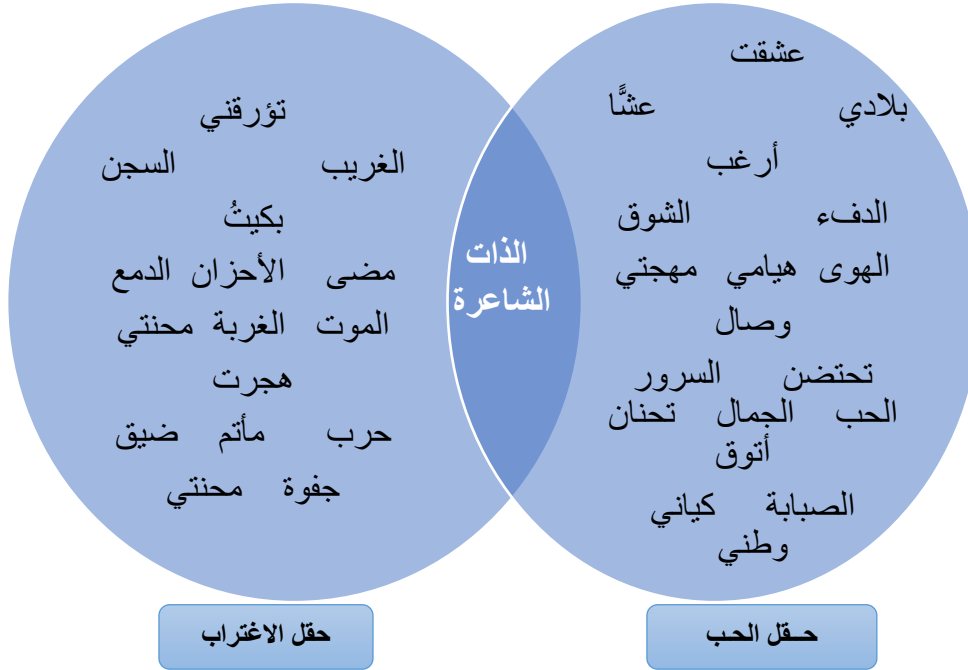 عشقت
بلادي عشًّا
أرغب
الدفء الشوق
الهوى هيامي مهجتي
وصال
تحتضن السرور
الحب الجمال تحنان
أتوق
الصبابة كياني
وطني
الذات
الشاعرة
تؤرقني
الغريب السجن
بكيتُ
مضى الأحزان الدمع
الموت الغربة محنتي
هجرت
حرب مأتم ضيق
جفوة محنتي
حـقل الحب
حقل الاغتراب